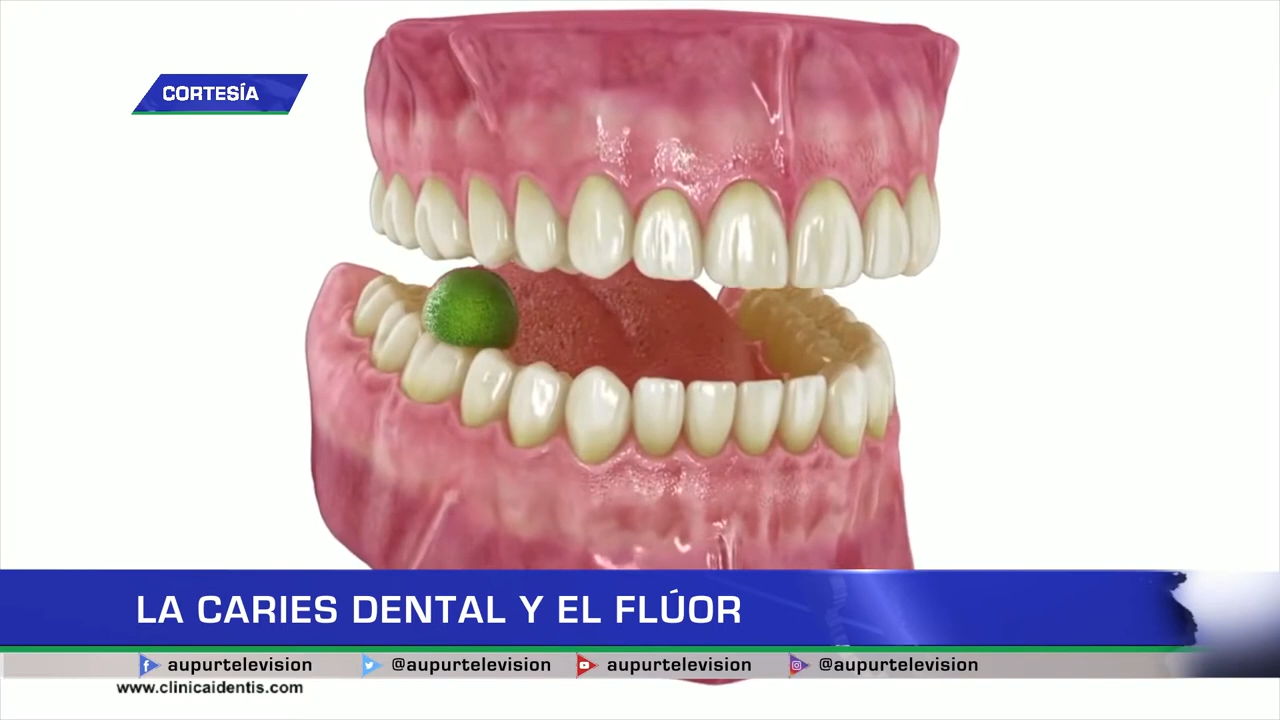 CORTESÍA
LA CARIES DENTAL Y EL FLÚOR
aupurtelevision @aupurtelevision aupurtelevision @aupurtelevision
www.clinicaidentis.com